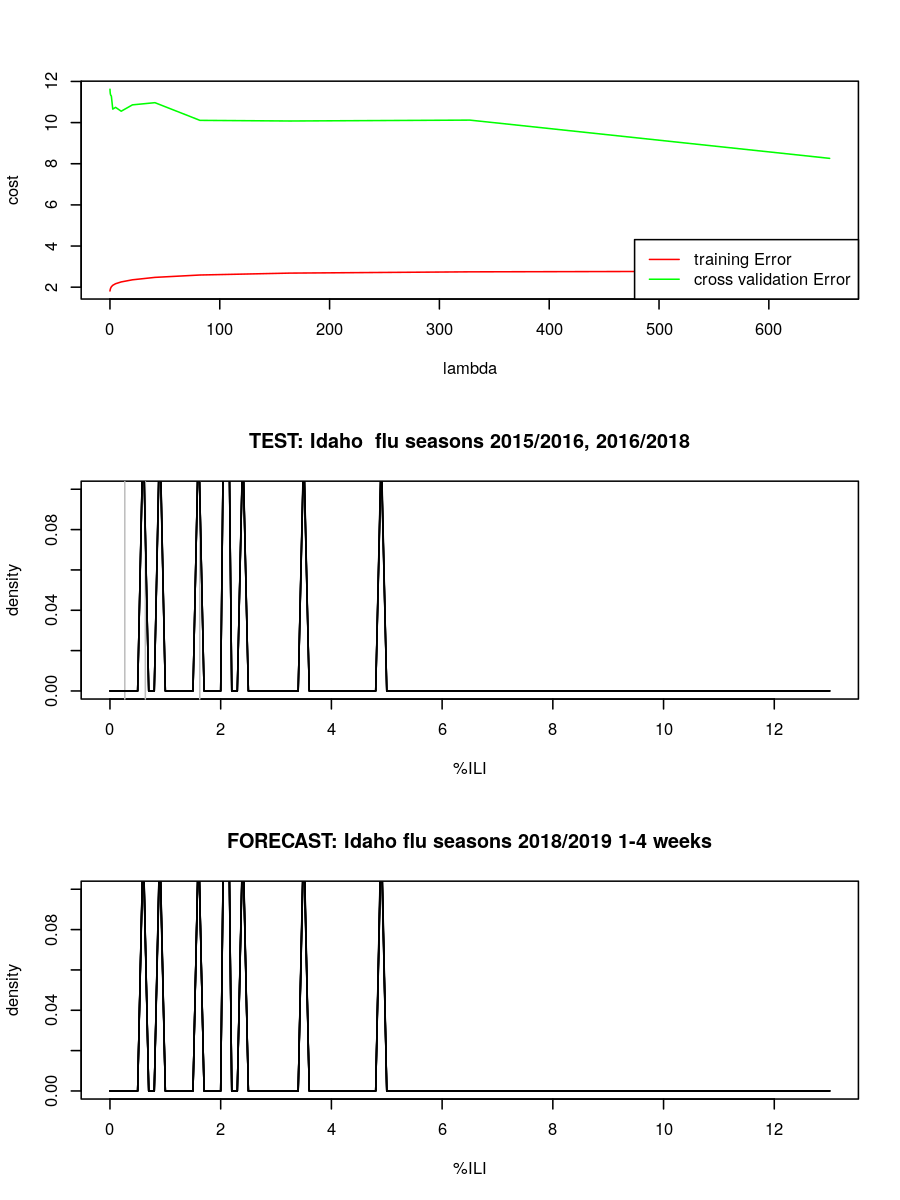 12
10
8
6
4
2
cost
training Error
cross validation Error
0 100 200 300 400 500 600
lambda
TEST: Idaho  flu seasons 2015/2016, 2016/2018
0.08
0.04
0.00
density
0 2 4 6 8 10 12
%ILI
FORECAST: Idaho flu seasons 2018/2019 1-4 weeks
0.08
0.04
0.00
density
0 2 4 6 8 10 12
%ILI